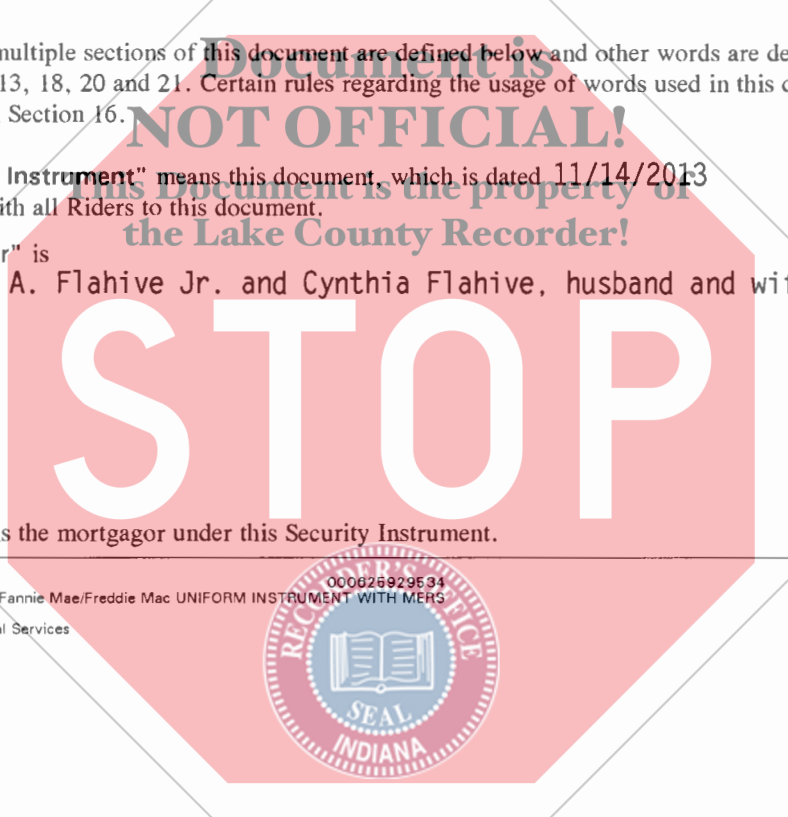 multiple sections of this document are defined below and other words are de
Document is
13, 18, 20 and 21. Certain rules regarding the usage of words used in this
Section 16.
NOT OFFICIAL!
Instrument" means this document, which is dated 11/14/2013
This Document is the property of
ith all Riders to this document.
the Lake County Recorder!
r" is
A. Flahive Jr. and Cynthia Flahive, husband and wif
STOP
s the mortgagor under this Security Instrument.
000626929534
Fannie Mae/Freddie Mac UNIFORM INSTRUMENT WITH MERS
al Services
RECORDER'S OFFICE
SEAL
INDIANA